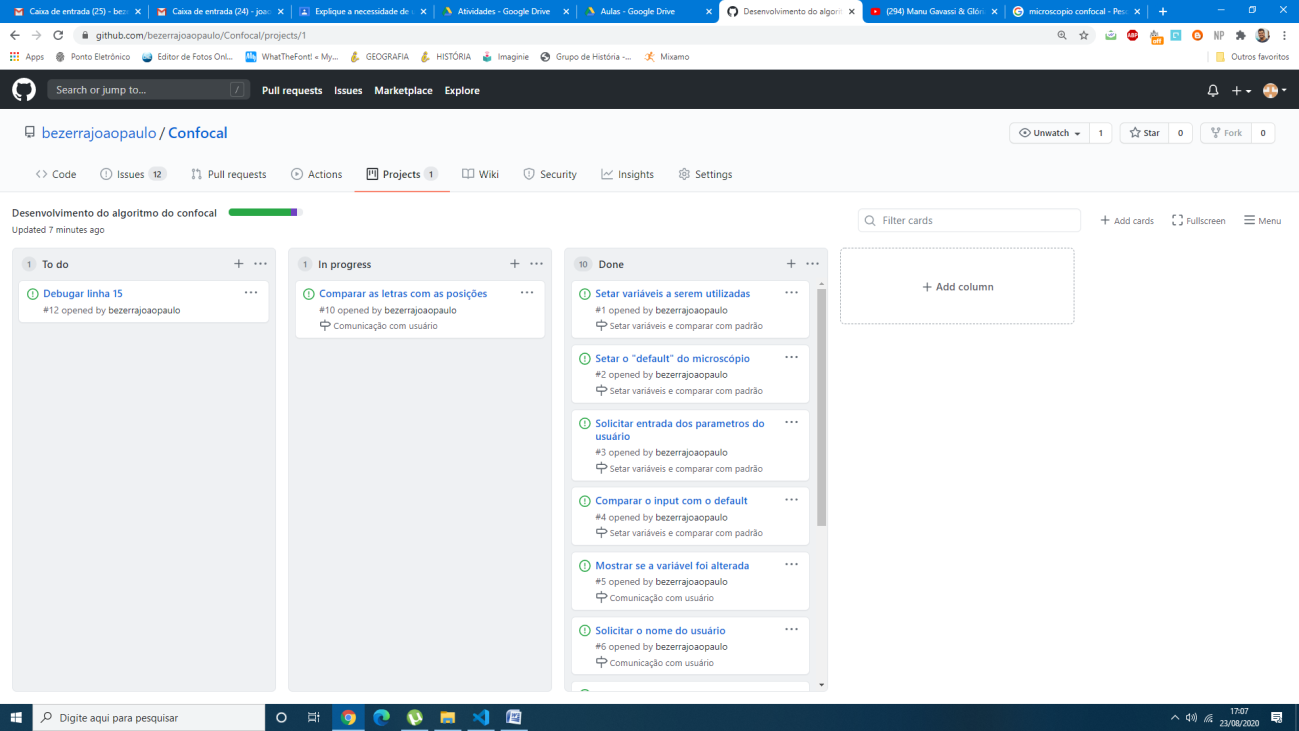 Caixa de entrada (25) - bez
Caixa de entrada (24) - joac
Explique a necessidade de u
Atividades - Google Drive
Aulas - Google Drive
Desenvolvimento do algorit
(294) Manu Gavassi & Glóri
microscopio confocal - Pesc
github.com/bezerrajoaopaulo/Confocal/projects/1
ABP
off
NP
Apps
Ponto Eletrônico
Editor de Fotos Onl...
WhatTheFont! « My...
GEOGRAFIA
HISTÓRIA
Imaginie
Grupo de História -...
Mixamo
Outros favoritos
Search or jump to...
/
Pull requests
Issues
Marketplace
Explore
bezerrajoaopaulo / Confocal
Unwatch 1
Star 0
Fork 0
Code
Issues 12
Pull requests
Actions
Projects 1
Wiki
Security
Insights
Settings
Desenvolvimento do algoritmo do confocal
Updated 7 minutes ago
Filter cards
Add cards
Fullscreen
Menu
1 To do
Debugar linha 15
#12 opened by bezerrajoaopaulo
1 In progress
Comparar as letras com as posições
#10 opened by bezerrajoaopaulo
Comunicação com usuário
10 Done
Setar variáveis a serem utilizadas
#1 opened by bezerrajoaopaulo
Setar variáveis e comparar com padrão
Setar o "default" do microscópio
#2 opened by bezerrajoaopaulo
Setar variáveis e comparar com padrão
Solicitar entrada dos parametros do
usuário
#3 opened by bezerrajoaopaulo
Setar variáveis e comparar com padrão
Comparar o input com o default
#4 opened by bezerrajoaopaulo
Setar variáveis e comparar com padrão
Mostrar se a variável foi alterada
#5 opened by bezerrajoaopaulo
Comunicação com usuário
Solicitar o nome do usuário
#6 opened by bezerrajoaopaulo
Comunicação com usuário
Add column
Digite aqui para pesquisar
17:07
23/08/2020